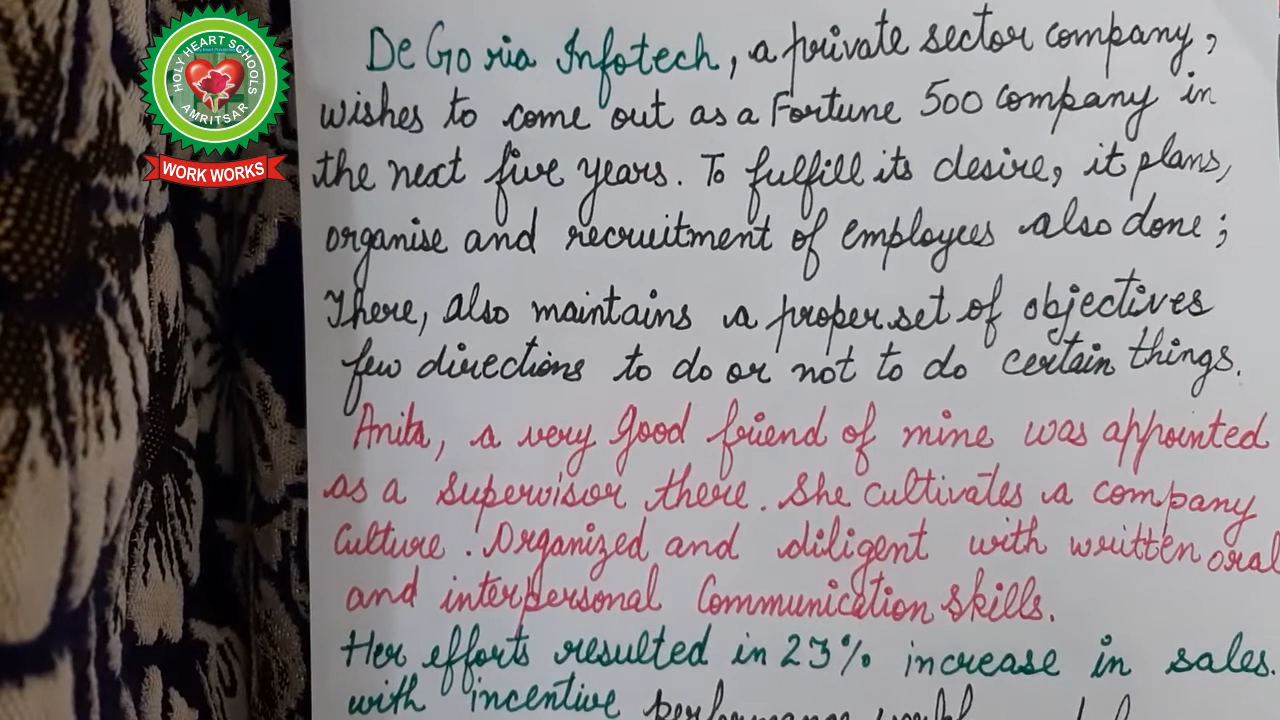 HOLY HEART SCHOOLS
AMRITSAR
WORK WORKS
DeGoria Infotech, a private sector company,
wishes to come out as a Fortune 500 company in
the next five years. To fulfill its desire, it plans,
organise and recruitment of employees also done;
There, also maintains a proper set of objectives
few directions to do or not to do certain things.
Anita, a very good friend of mine was appointed
as a supervisor there. She cultivates a company
culture. Organized and diligent with written oral
and interpersonal Communication skills.
Her efforts resulted in 23% increase in sales.
with incentive